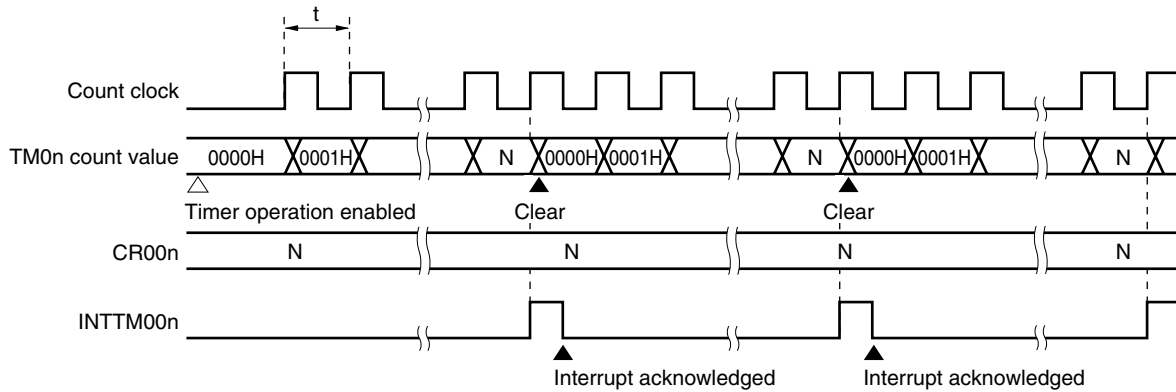 t
Count clock
TM0n count value 0000H 0001H N 0000H 0001H N 0000H 0001H N
Timer operation enabled Clear Clear
CR00n N N N N
INTTM00n
Interrupt acknowledged Interrupt acknowledged